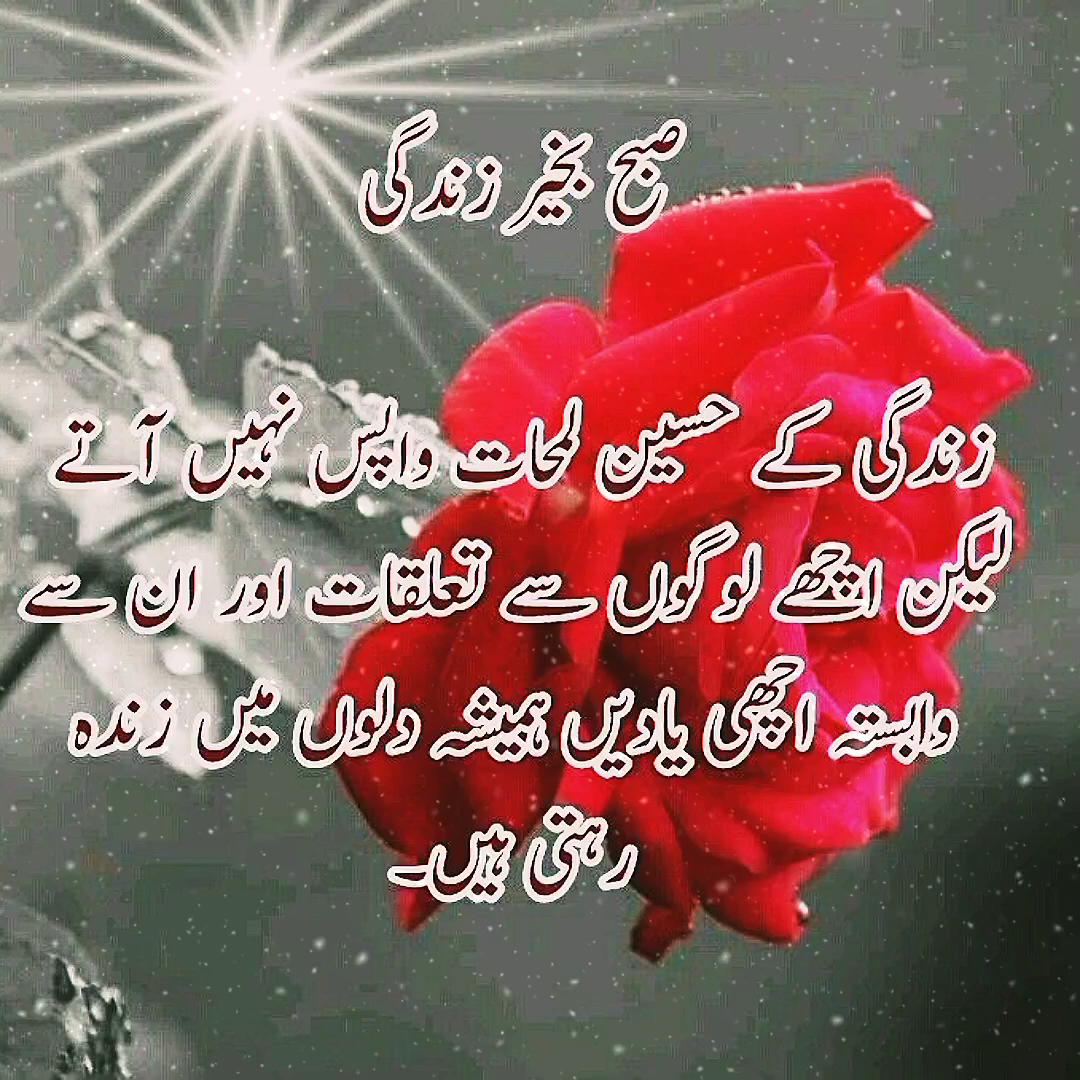 صبح بخیر زندگی
زندگی کے حسین لمحات واپس نہیں آتے
لیکن اچھے لوگوں سے تعلقات اور ان سے
وابستہ اچھی یادیں ہمیشہ دلوں میں زندہ
رہتی ہیں۔